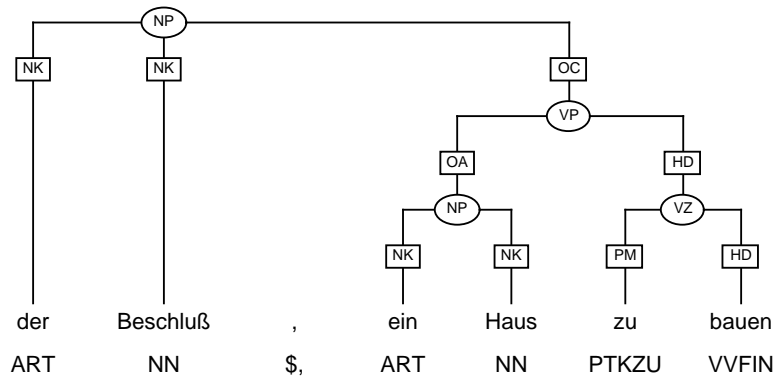 NP
NK NK OC
VP
OA HD
NP VZ
NK NK PM HD
der Beschluß , ein Haus zu bauen
ART NN $, ART NN PTKZU VVFIN